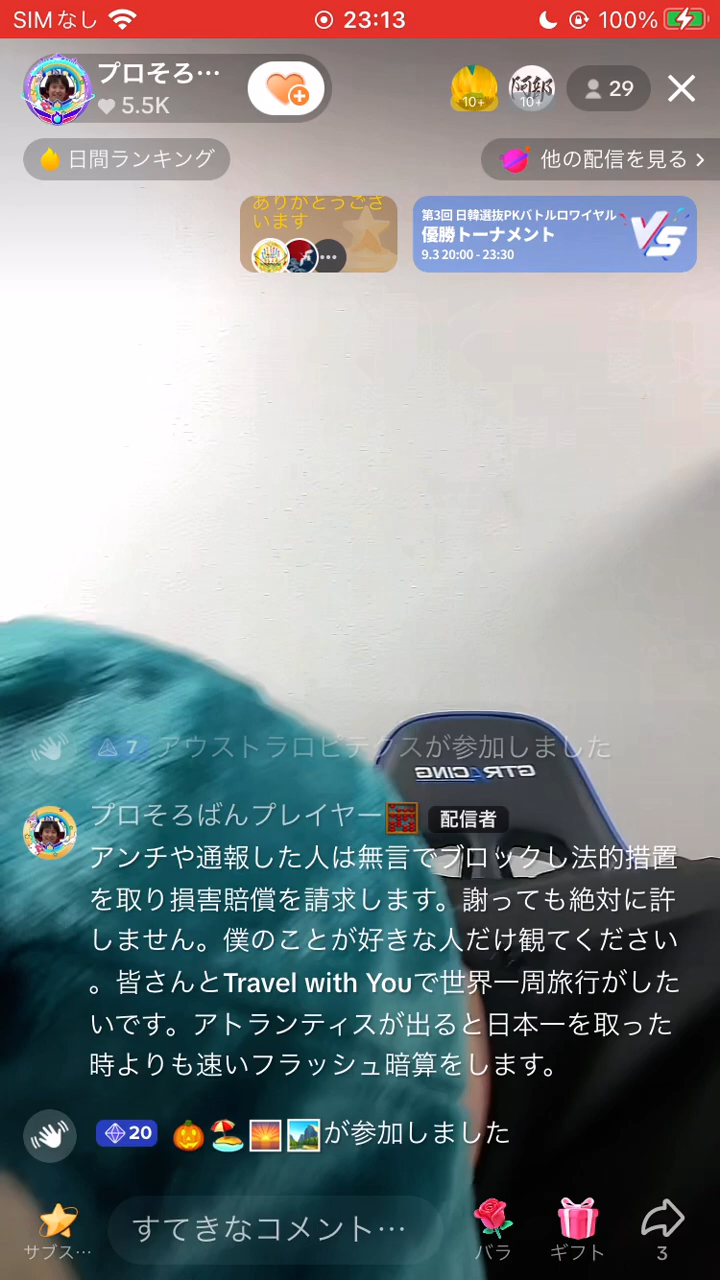 SIMなし
23:13
100%
プロそろ…
5.5K
10+
阿部
10+
29
日間ランキング
他の配信を見る
ありがとうござ
います
第3回 日韓選抜PKバトルロワイヤル
優勝トーナメント
9.3 20:00 - 23:30
VS
GTRACING
7 アウストラロピテクスが参加しました
プロそろばんプレイヤー🧮 配信者
アンチや通報した人は無言でブロックし法的措置
を取り損害賠償を請求します。謝っても絶対に許
しません。僕のことが好きな人だけ観てください
。皆さんとTravel with Youで世界一周旅行がした
いです。アトランティスが出ると日本一を取った
時よりも速いフラッシュ暗算をします。
20 🎃🏖️🌅🏞️が参加しました
サブス…
すてきなコメント…
バラ
ギフト
3